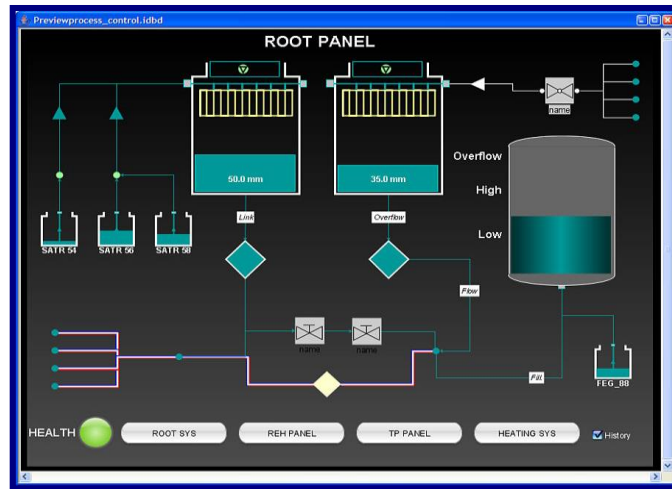 Previewprocess_control.idbd
ROOT PANEL
name
Overflow
High
Low
50.0 mm
35.0 mm
Link
Overflow
SATR 54
SATR 56
SATR 58
Flow
name
name
Fill
FEG_88
HEALTH
ROOT SYS
REH PANEL
TP PANEL
HEATING SYS
History